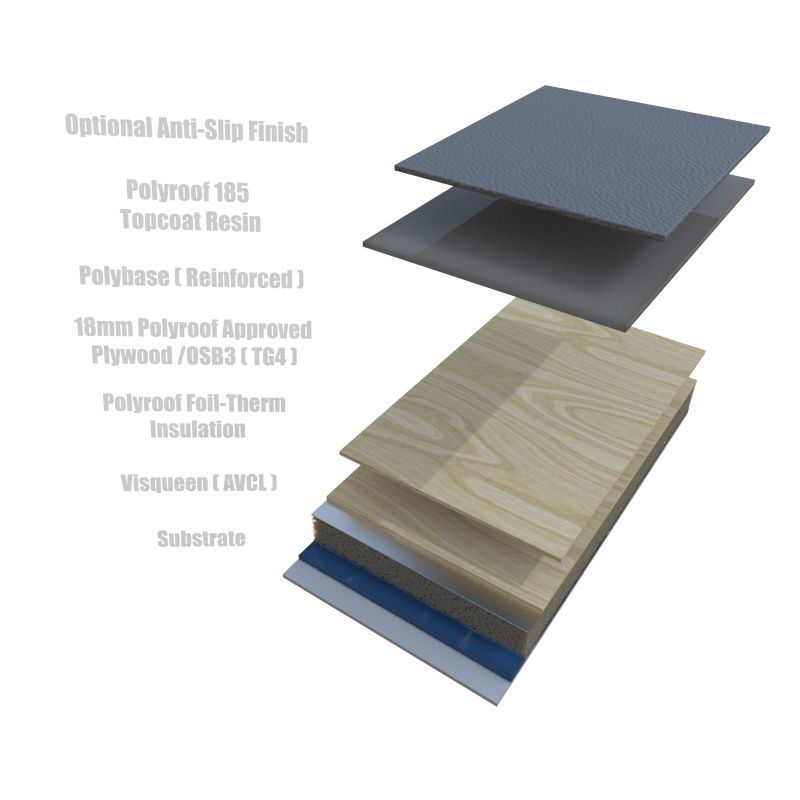 Optional Anti-Slip Finish
Polyroof 185
Topcoat Resin
Polybase ( Reinforced )
18mm Polyroof Approved
Plywood /OSB3 ( TG4 )
Polyroof Foil-Therm
Insulation
Visqueen ( AVCL )
Substrate